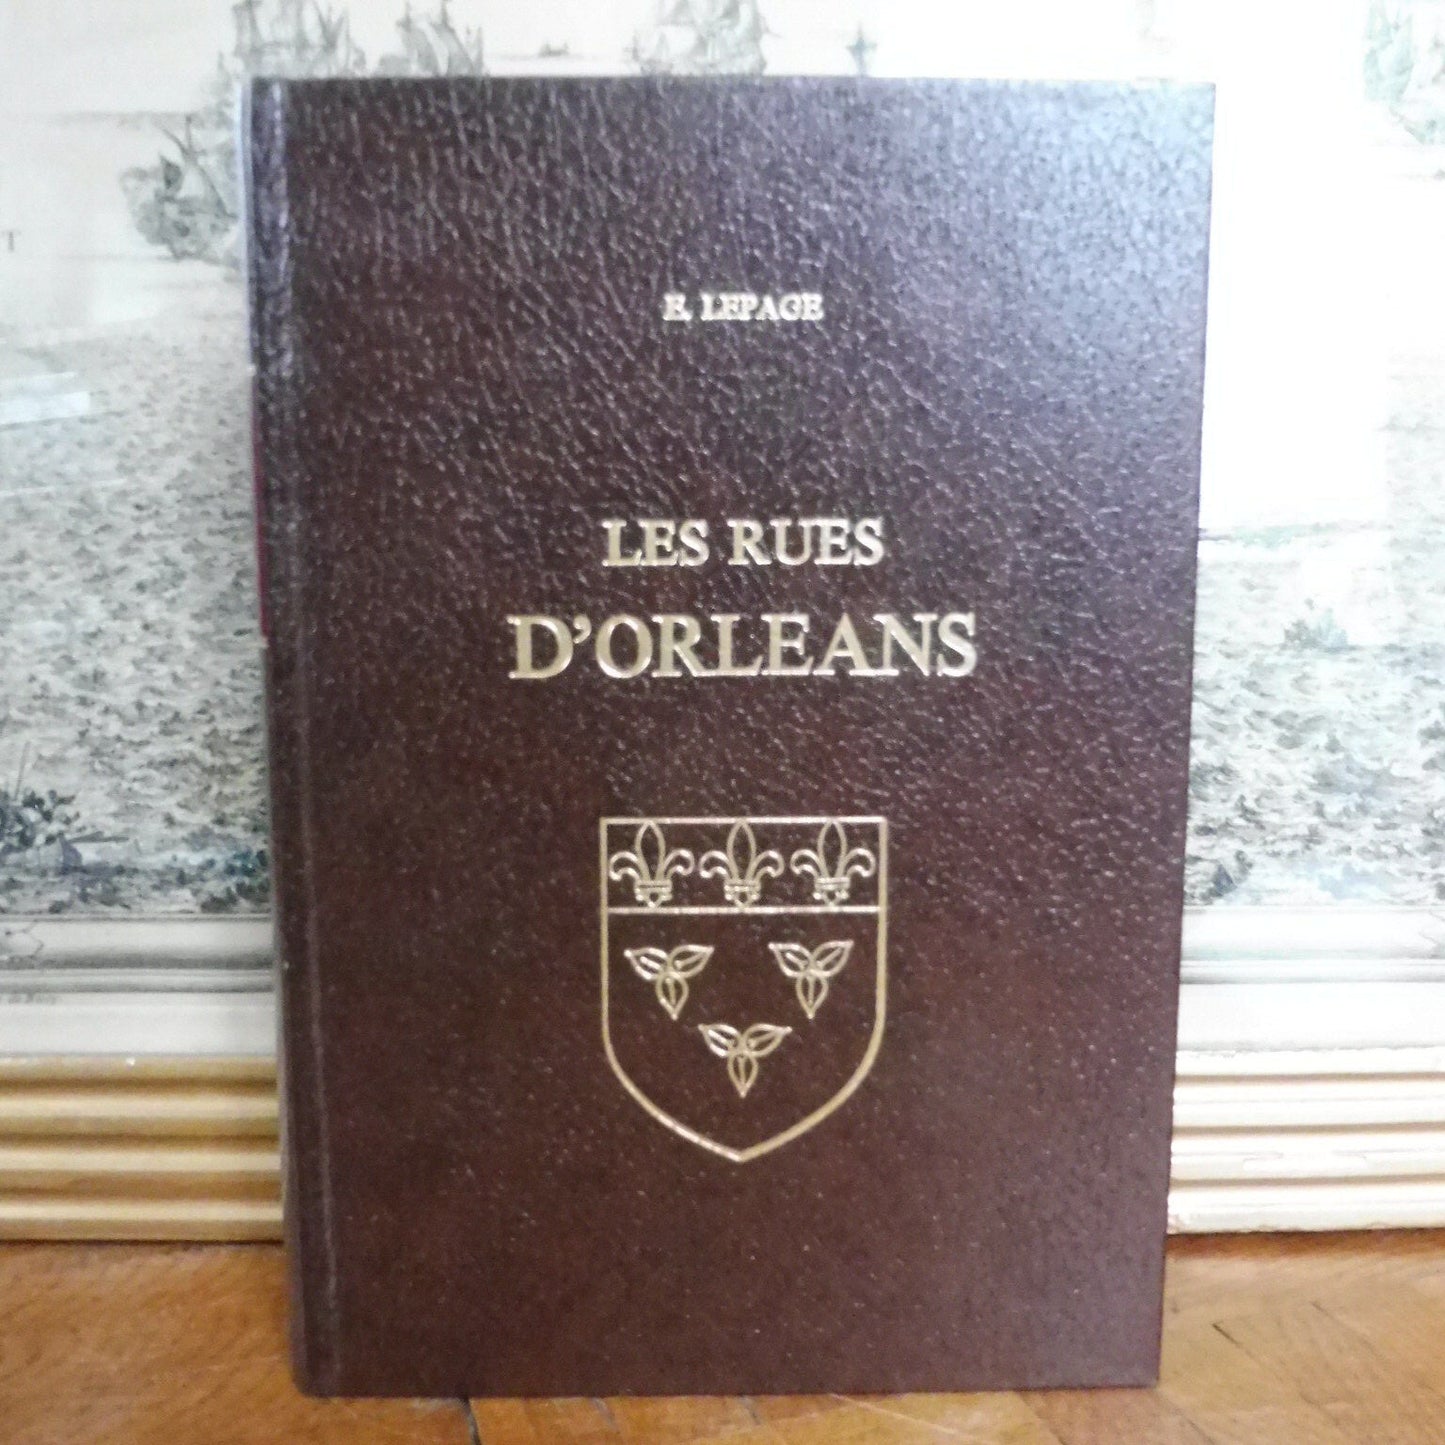 E. LEPAGE
LES RUES
D'ORLEANS
T